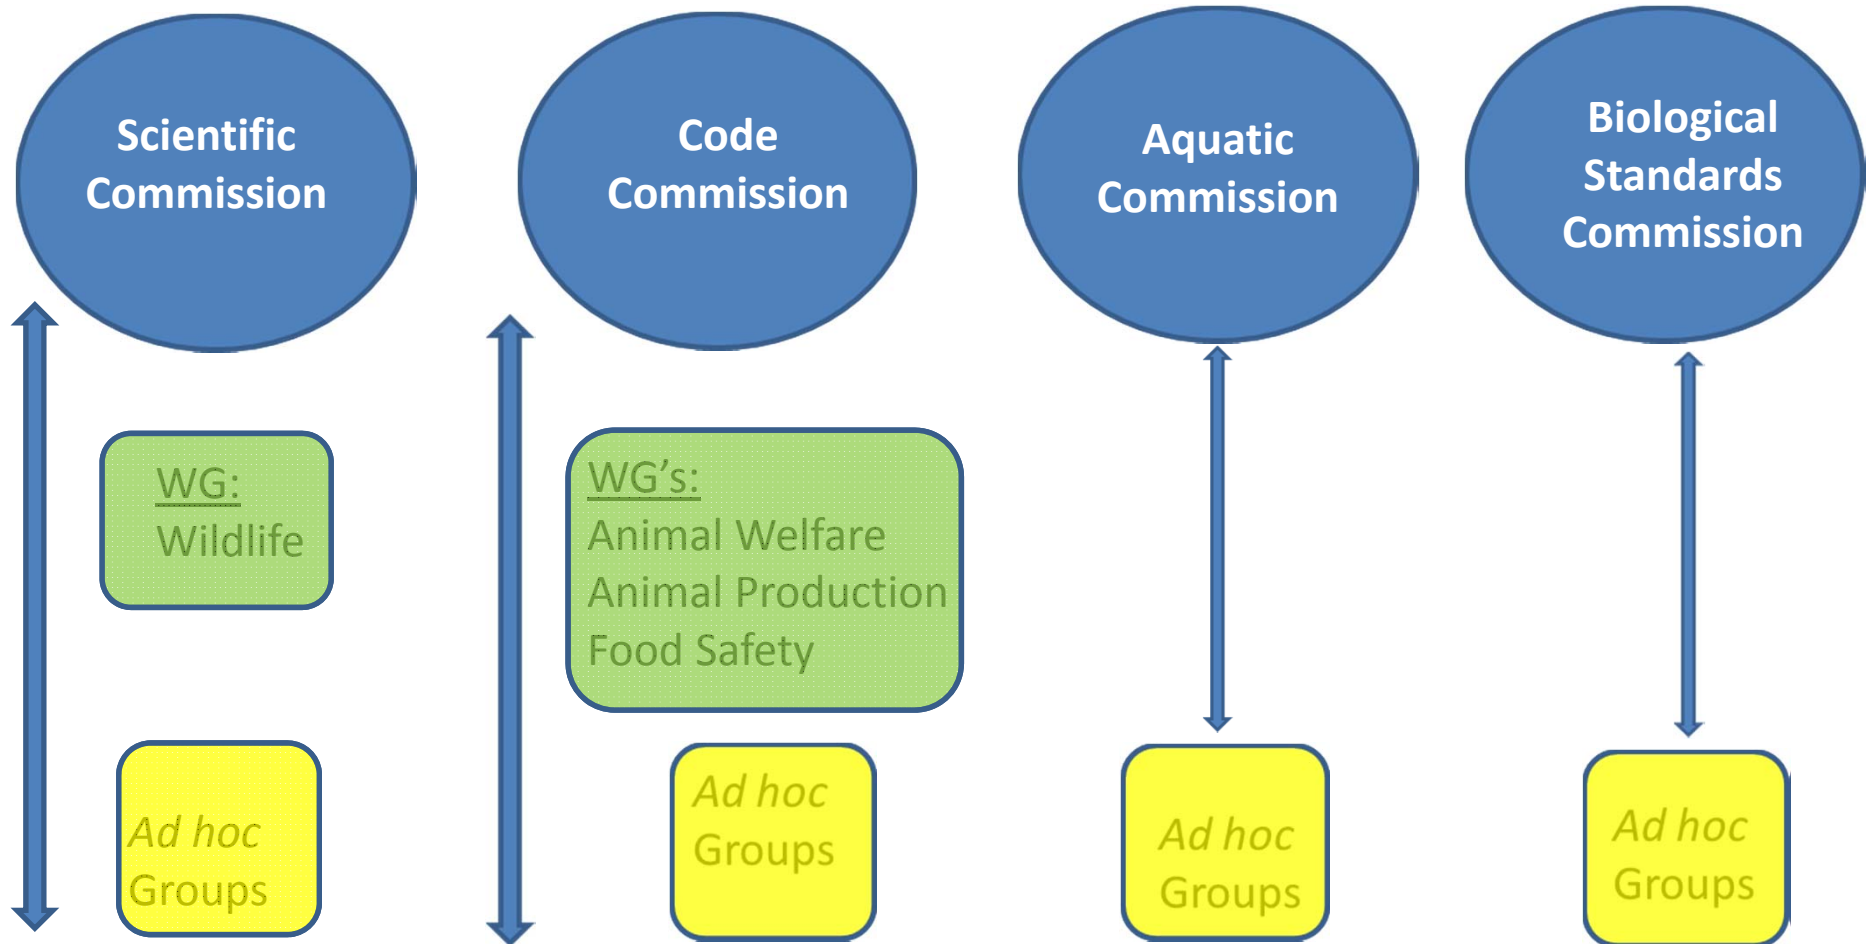 Scientific
Commission
Code
Commission
Aquatic
Commission
Biological
Standards
Commission
WG:
Wildlife
WG's:
Animal Welfare
Animal Production
Food Safety
Ad hoc
Groups
Ad hoc
Groups
Ad hoc
Groups
Ad hoc
Groups